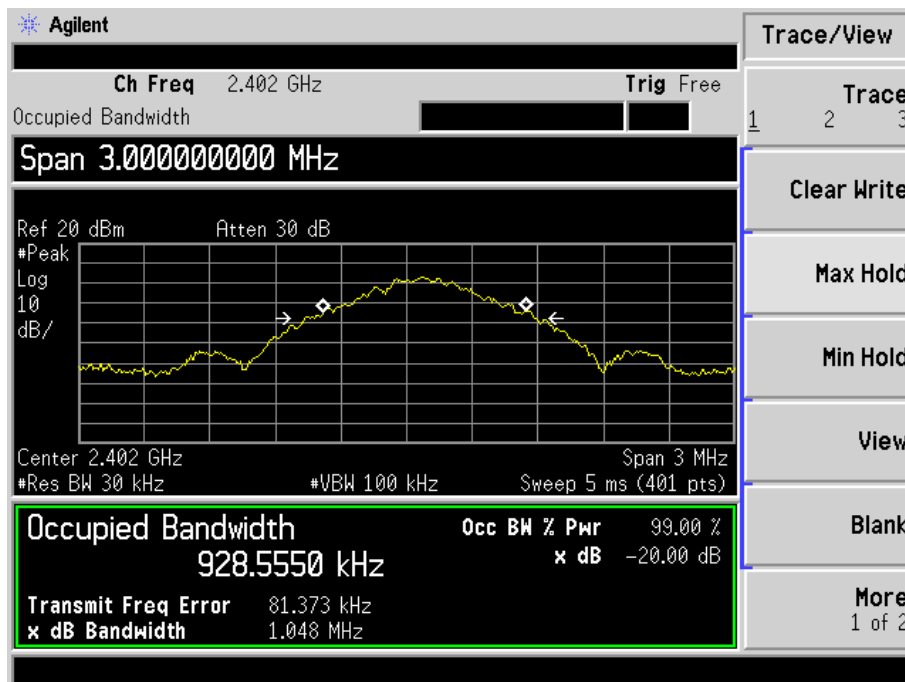 Agilent
Trace/View
Ch Freq 2.402 GHz Trig Free
Occupied Bandwidth
Trace
1 2 3
Span 3.000000000 MHz
Clear Write
Ref 20 dBm Atten 30 dB
#Peak
Log
10
dB/
Max Hold
Min Hold
View
Center 2.402 GHz Span 3 MHz
#Res BW 30 kHz #VBW 100 kHz Sweep 5 ms (401 pts)
Occupied Bandwidth
928.5550 kHz
Occ BW % Pwr 99.00 %
x dB -20.00 dB
Transmit Freq Error 81.373 kHz
x dB Bandwidth 1.048 MHz
Blank
More
1 of 2